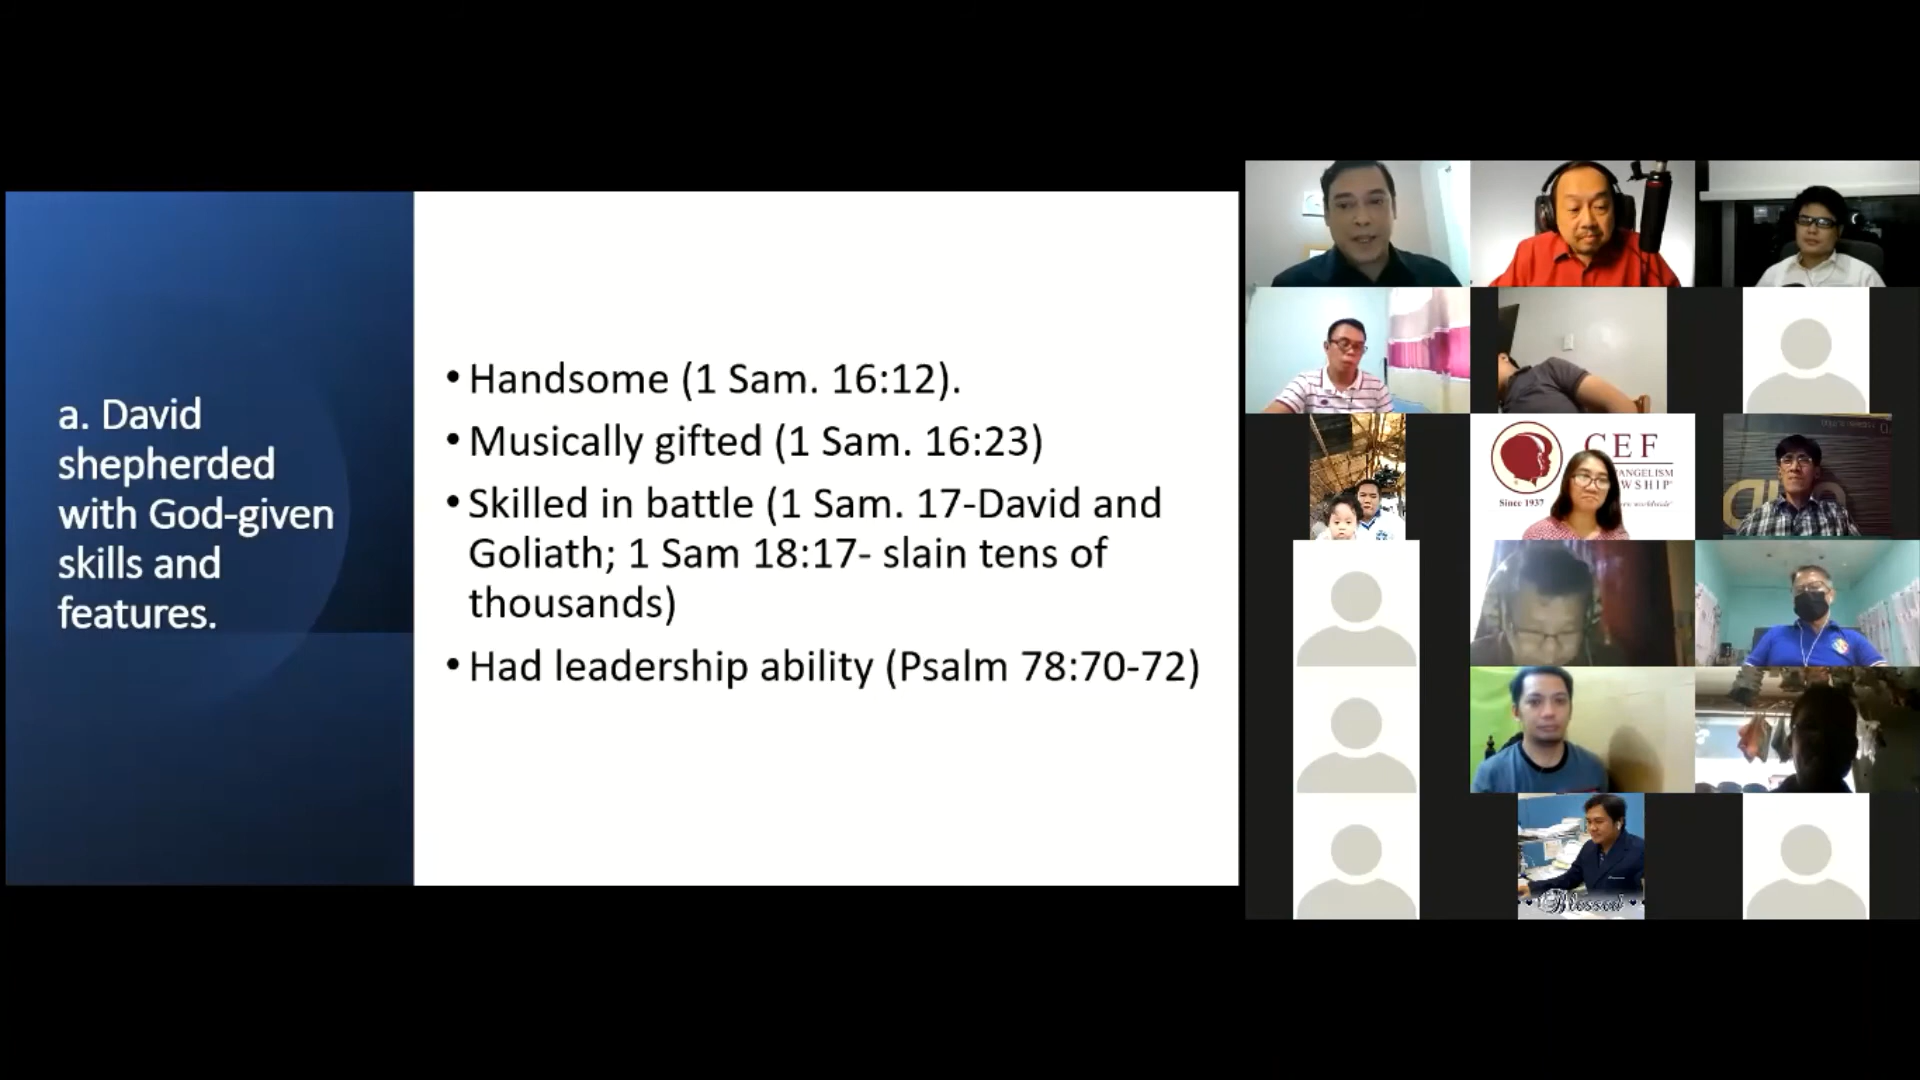 a. David
shepherded
with God-given
skills and
features.
• Handsome (1 Sam. 16:12).
• Musically gifted (1 Sam. 16:23)
• Skilled in battle (1 Sam. 17-David and
Goliath; 1 Sam 18:17- slain tens of
thousands)
• Had leadership ability (Psalm 78:70-72)
CEF
Since 1937
Blessed